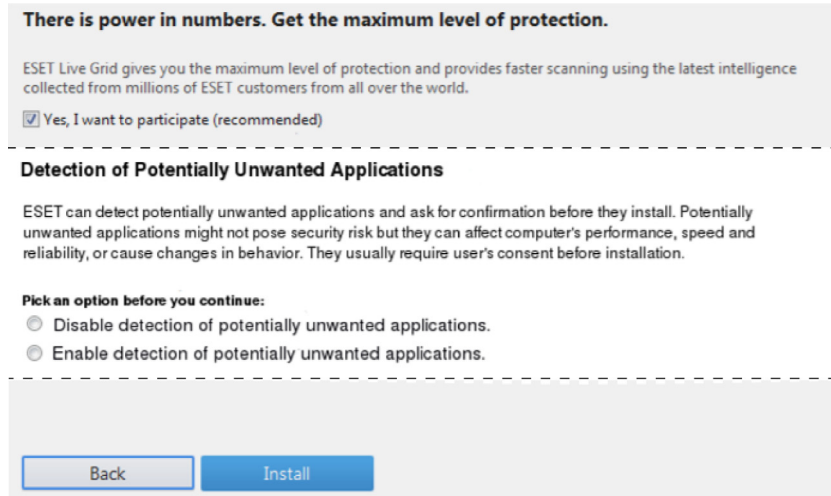 There is power in numbers. Get the maximum level of protection.
ESET Live Grid gives you the maximum level of protection and provides faster scanning using the latest intelligence
collected from millions of ESET customers from all over the world.
Yes, I want to participate (recommended)
Detection of Potentially Unwanted Applications
ESET can detect potentially unwanted applications and ask for confirmation before they install. Potentially
unwanted applications might not pose security risk but they can affect computer's performance, speed and
reliability, or cause changes in behavior. They usually require user's consent before installation.
Pick an option before you continue:
Disable detection of potentially unwanted applications.
Enable detection of potentially unwanted applications.
Back
Install